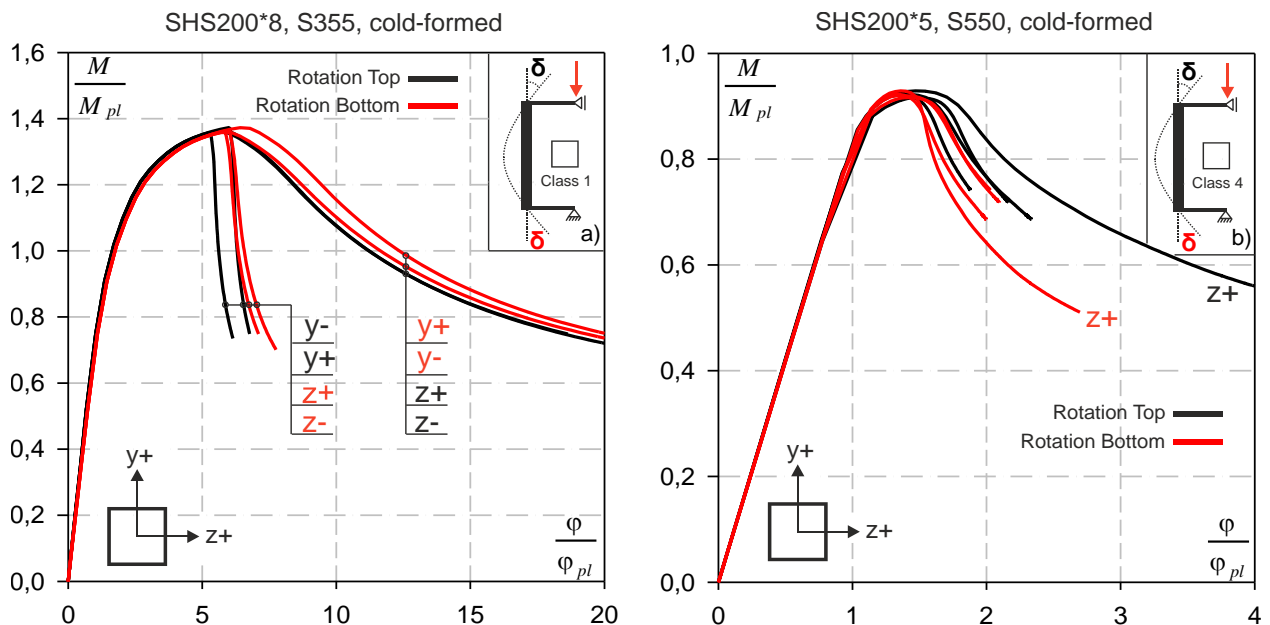 SHS200*8, S355, cold-formed
1,6
1,4
1,2
1,0
0,8
0,6
0,4
0,2
0,0
M
M pl
Rotation Top
Rotation Bottom
δ
Class 1
δ
a)
y-
y+
z+
z-
y+
y-
z+
z-
y+
z+
φ
φ pl
0
5
10
15
20
SHS200*5, S550, cold-formed
1,0
0,8
0,6
0,4
0,2
0,0
M
M pl
δ
Class 4
δ
b)
z+
z+
Rotation Top
Rotation Bottom
y+
z+
φ
φ pl
0
1
2
3
4